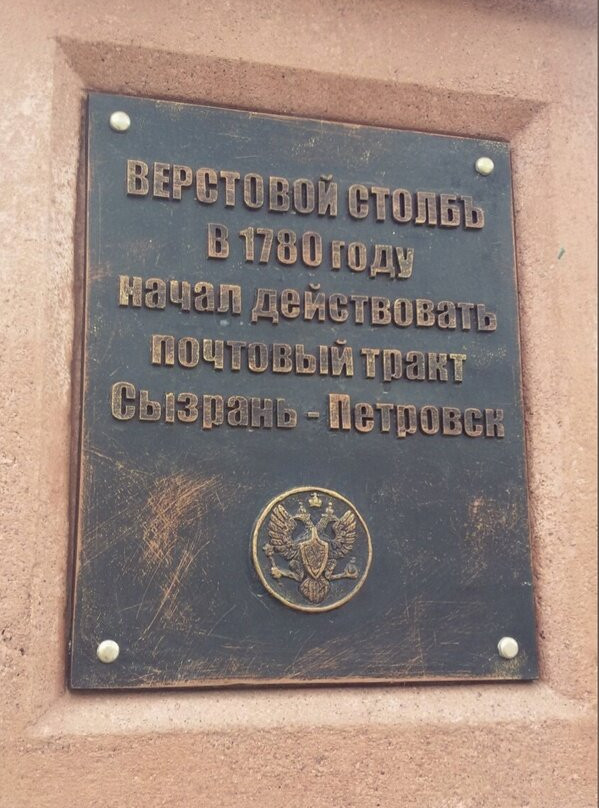 ВЕРСТОВОЙ СТОЛБЪ
В 1780 году
начал действовать
почтовый тракт
Сызрань - Петровск